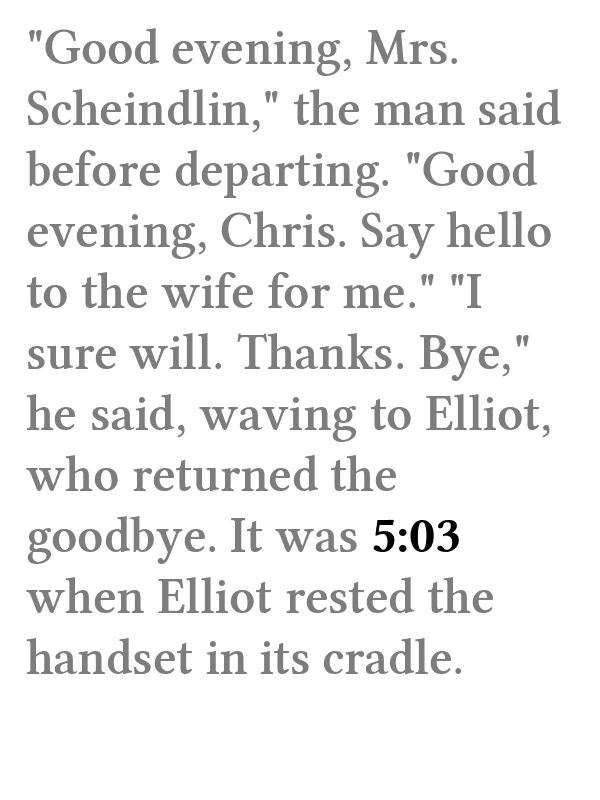 "Good evening, Mrs.
Scheindlin," the man said
before departing. "Good
evening, Chris. Say hello
to the wife for me." "I
sure will. Thanks. Bye,"
he said, waving to Elliot,
who returned the
goodbye. It was 5:03
when Elliot rested the
handset in its cradle.